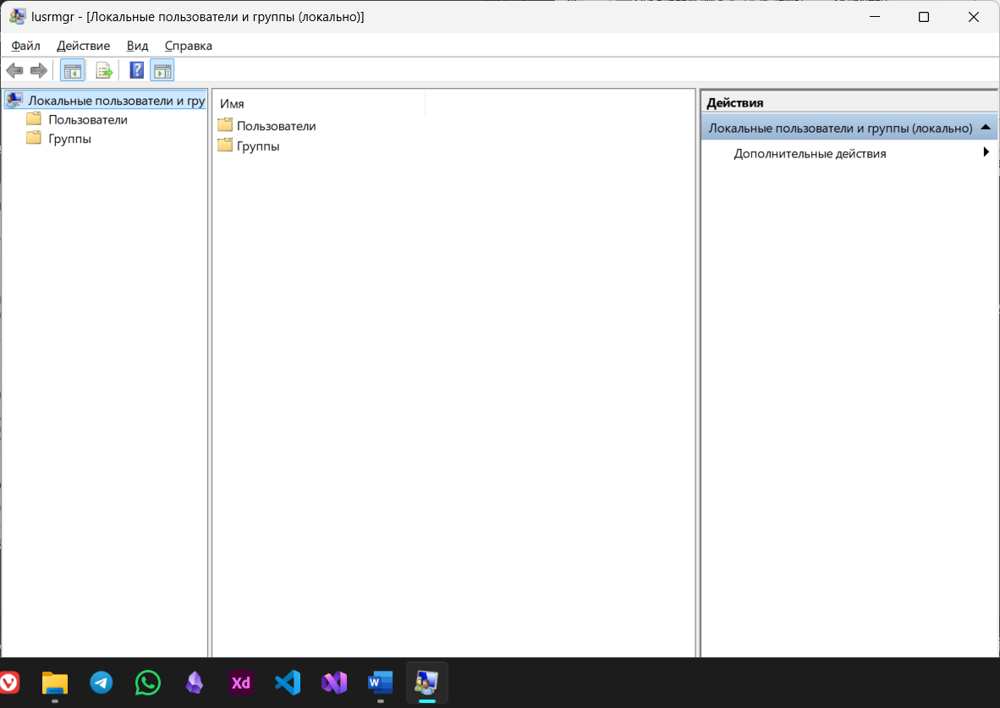 lusrmgr - [Локальные пользователи и группы (локально)]
Файл Действие Вид Справка
Локальные пользователи и гру
Пользователи
Группы
Имя
Пользователи
Группы
Действия
Локальные пользователи и группы (локально)
Дополнительные действия
Xd
W